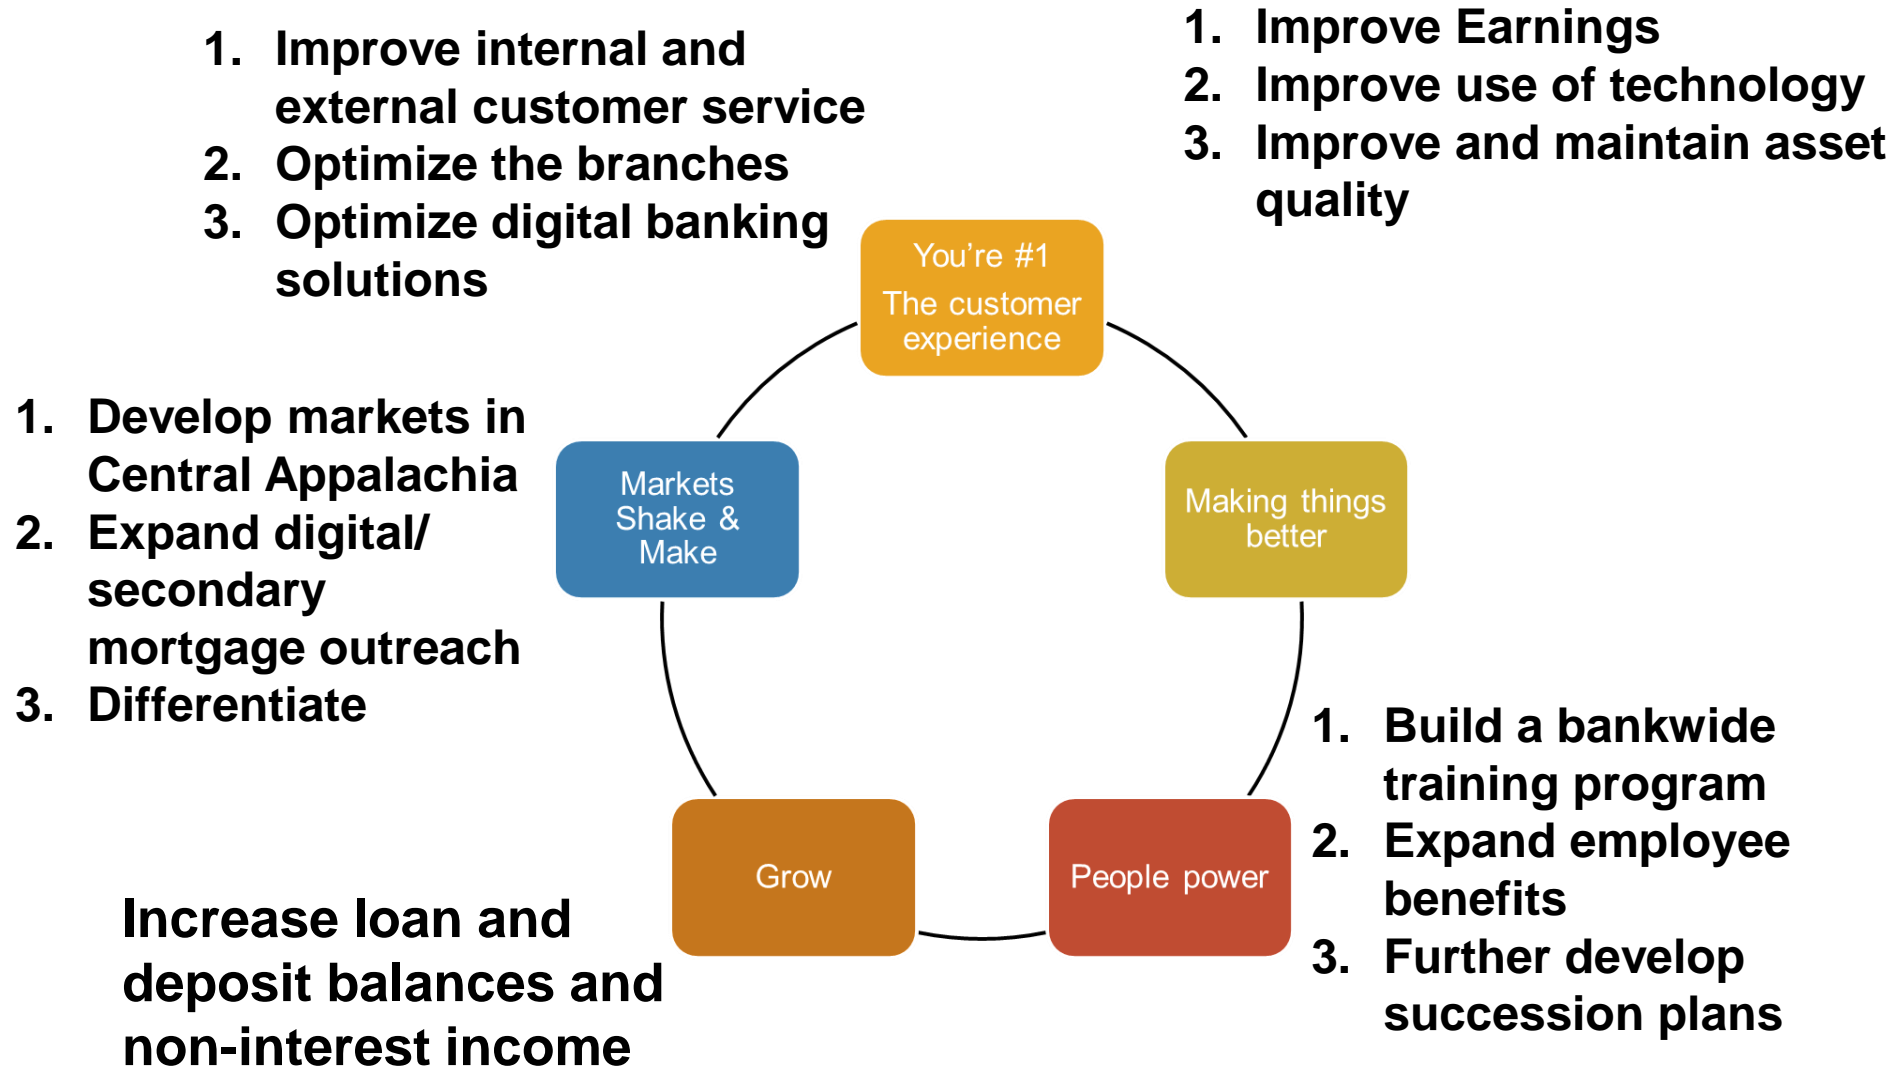 1. Improve internal and
external customer service
2. Optimize the branches
3. Optimize digital banking
solutions
1. Improve Earnings
2. Improve use of technology
3. Improve and maintain asset
quality
You’re #1
The customer
experience
1. Develop markets in
Central Appalachia
2. Expand digital/
secondary
mortgage outreach
3. Differentiate
Markets
Shake &
Make
Making things
better
1. Build a bankwide
training program
2. Expand employee
benefits
3. Further develop
succession plans
Grow
People power
Increase loan and
deposit balances and
non-interest income